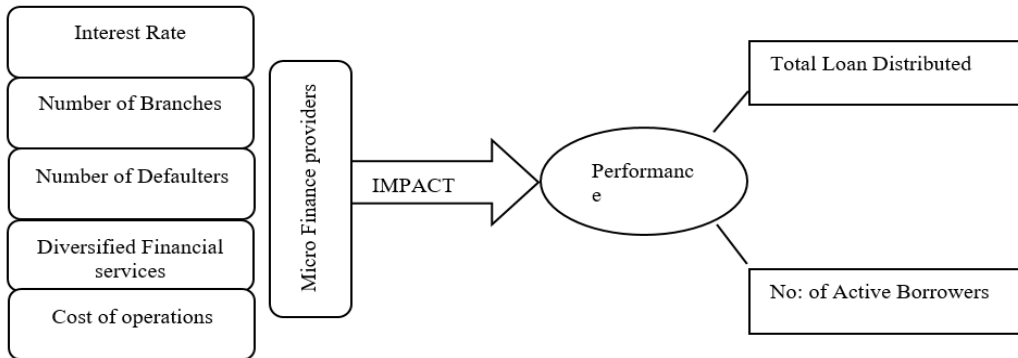 Interest Rate
Number of Branches
Number of Defaulters
Diversified Financial
services
Cost of operations
Micro Finance providers
IMPACT
Performanc
e
Total Loan Distributed
No: of Active Borrowers